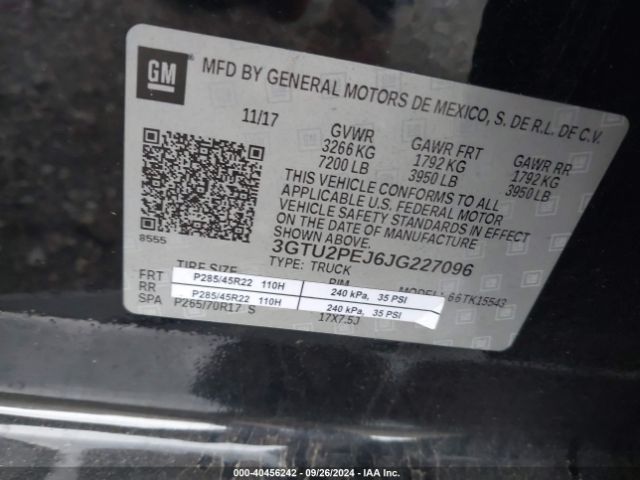 GM
MFD BY GENERAL MOTORS DE MEXICO, S. DE R.L. DE C.V.
11/17
GVWR GAWR FRT GAWR RR
3266 KG 1792 KG 1792 KG
7200 LB 3950 LB 3950 LB
THIS VEHICLE CONFORMS TO ALL
APPLICABLE U.S. FEDERAL MOTOR
VEHICLE SAFETY STANDARDS IN EFFECT
ON THE DATE OF MANUFACTURE
SHOWN ABOVE.
8555
3GTU2PEJ6JG227096
TYPE: TRUCK
TIRE SIZE RIM MODEL: 66TK15543
FRT P285/45R22 110H 240 kPa, 35 PSI
RR P285/45R22 110H 240 kPa, 35 PSI
SPA P265/70R17 S 17X7.5J
000-40456242 - 09/26/2024 - IAA Inc.